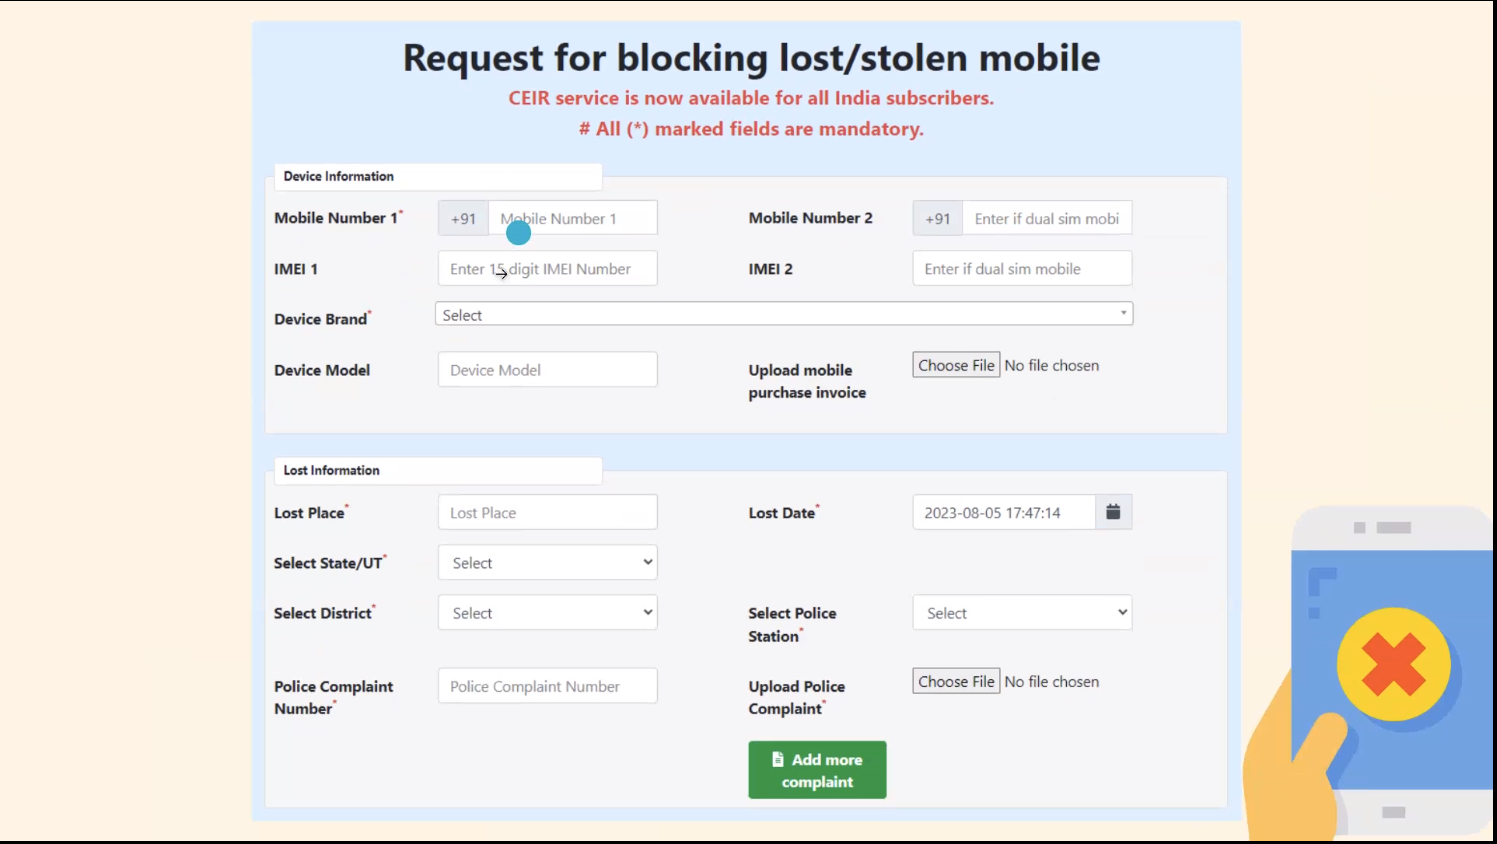 Request for blocking lost/stolen mobile
CEIR service is now available for all India subscribers.
# All (*) marked fields are mandatory.
Device Information
Mobile Number 1* +91 Mobile Number 1 Mobile Number 2 +91 Enter if dual sim mobi
IMEI 1 Enter 15 digit IMEI Number IMEI 2 Enter if dual sim mobile
Device Brand* Select
Device Model Device Model Upload mobile Choose File No file chosen
purchase invoice
Lost Information
Lost Place* Lost Place Lost Date* 2023-08-05 17:47:14
Select State/UT* Select
Select District* Select Select Police Select
Station*
Police Complaint Police Complaint Number Upload Police Choose File No file chosen
Number* Complaint*
Add more
complaint